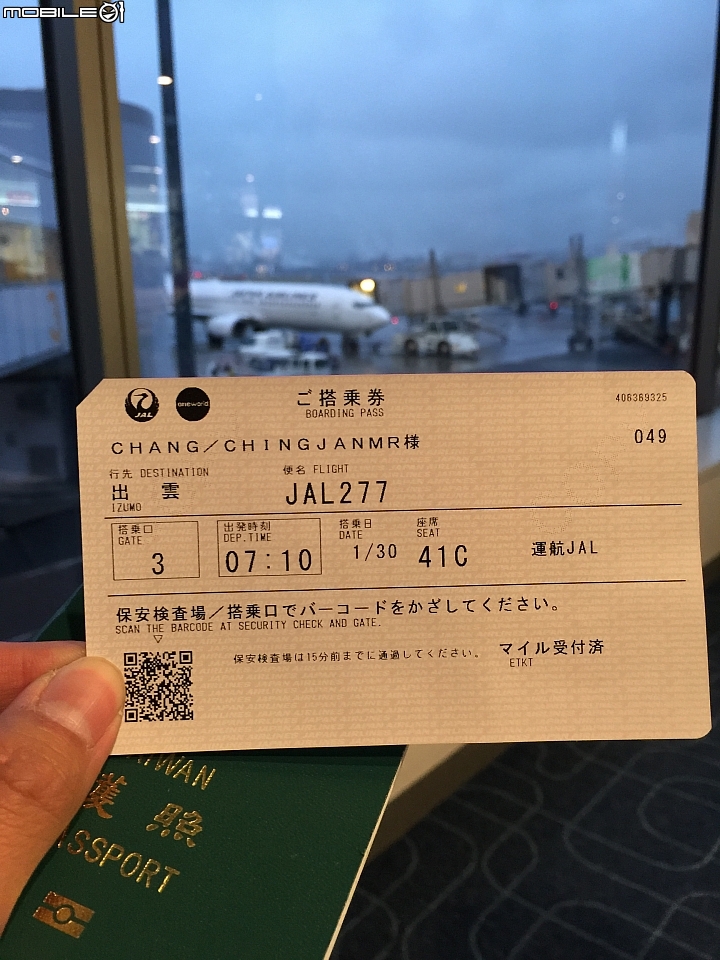 MOBILE01
JAPAN AIRLINES
JAL
oneworld
ご搭乗券
BOARDING PASS
406369325
049
CHANG/CHINGJANMR様
行先 DESTINATION
便名 FLIGHT
出雲
IZUMO
JAL277
搭乗口
GATE
3
出発時刻
DEP.TIME
07:10
搭乗日
DATE
1/30
座席
SEAT
41C
運航JAL
保安検査場/搭乗口でバーコードをかざしてください。
SCAN THE BARCODE AT SECURITY CHECK AND GATE.
保安検査場は15分前までに通過してください。
マイル受付済
ETKT
TAIWAN
護照
PASSPORT